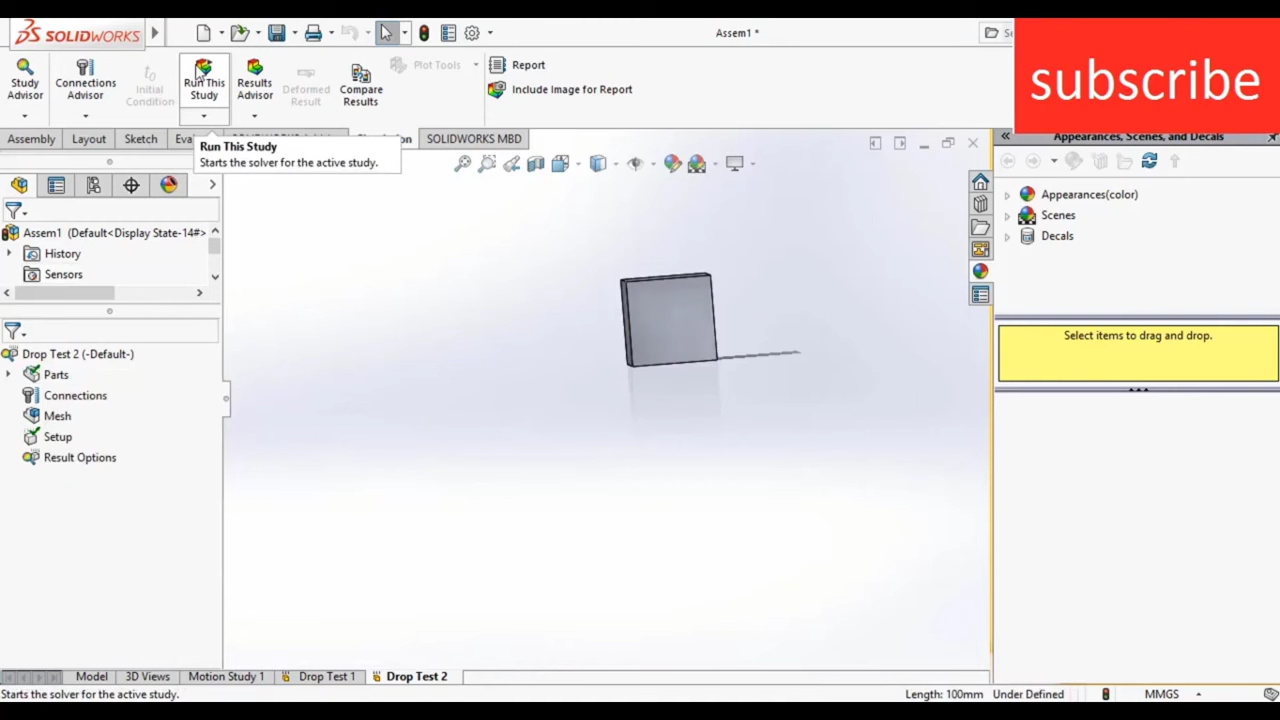 SOLIDWORKS
Assem1 *
subscribe
Study Advisor
Connections Advisor
Initial Condition
Run This Study
Results Advisor
Deformed Result
Compare Results
Plot Tools
Report
Include Image for Report
Assembly
Layout
Sketch
SOLIDWORKS MBD
Run This Study
Starts the solver for the active study.
Appearances, Scenes, and Decals
Appearances(color)
Scenes
Decals
Select items to drag and drop.
Assem1 (Default<Display State-14#>
History
Sensors
Drop Test 2 (-Default-)
Parts
Connections
Mesh
Setup
Result Options
Model
3D Views
Motion Study 1
Drop Test 1
Drop Test 2
Starts the solver for the active study.
Length: 100mm
Under Defined
MMGS